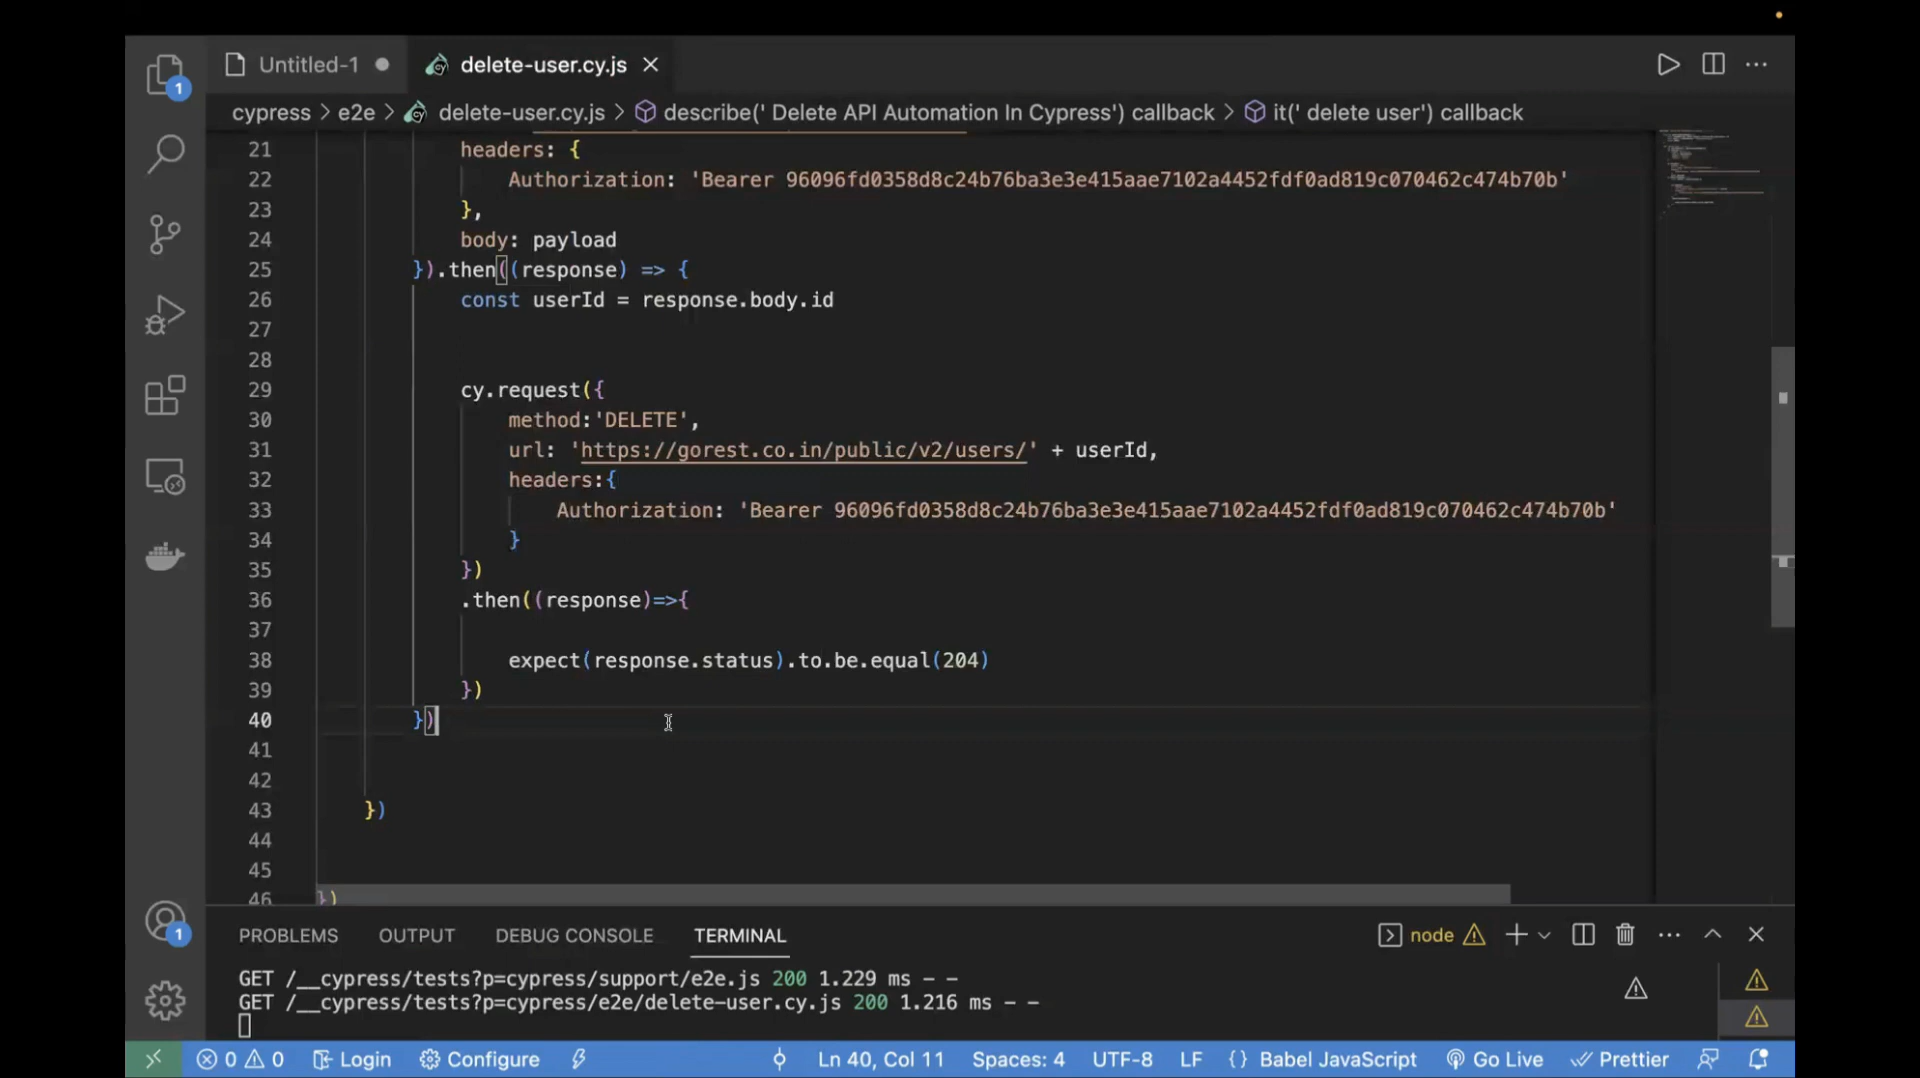 Untitled-1
delete-user.cy.js
cypress > e2e > delete-user.cy.js > describe(' Delete API Automation In Cypress') callback > it(' delete user') callback
21 headers: {
22 Authorization: 'Bearer 96096fd0358d8c24b76ba3e3e415aae7102a4452fdf0ad819c070462c474b70b'
23 },
24 body: payload
25 }).then((response) => {
26 const userId = response.body.id
27
28
29 cy.request({
30 method:'DELETE',
31 url: 'https://gorest.co.in/public/v2/users/' + userId,
32 headers:{
33 Authorization: 'Bearer 96096fd0358d8c24b76ba3e3e415aae7102a4452fdf0ad819c070462c474b70b'
34 }
35 })
36 .then((response)=>{
37
38 expect(response.status).to.be.equal(204)
39 })
40 })
41
42
43 })
44
45
46 })
1
1
PROBLEMS OUTPUT DEBUG CONSOLE TERMINAL node
GET /__cypress/tests?p=cypress/support/e2e.js 200 1.229 ms - -
GET /__cypress/tests?p=cypress/e2e/delete-user.cy.js 200 1.216 ms - -
0 0 Login Configure Ln 40, Col 11 Spaces: 4 UTF-8 LF {} Babel JavaScript Go Live Prettier